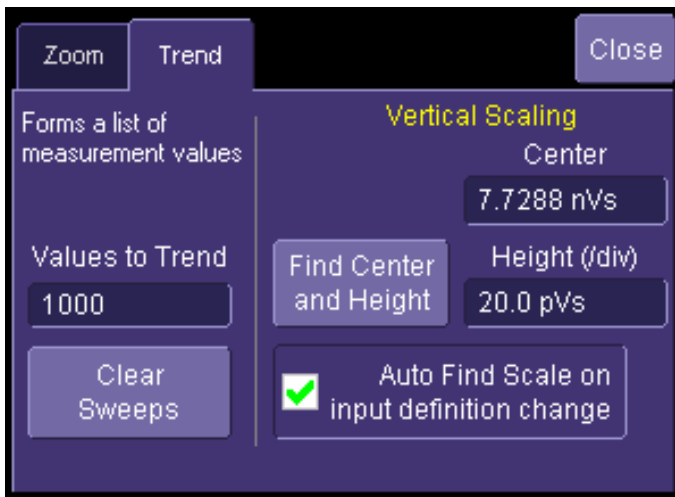 Zoom
Trend
Close
Forms a list of
measurement values
Vertical Scaling
Center
7.7288 nVs
Values to Trend
1000
Find Center
and Height
Height (/div)
20.0 pVs
Clear
Sweeps
Auto Find Scale on
input definition change